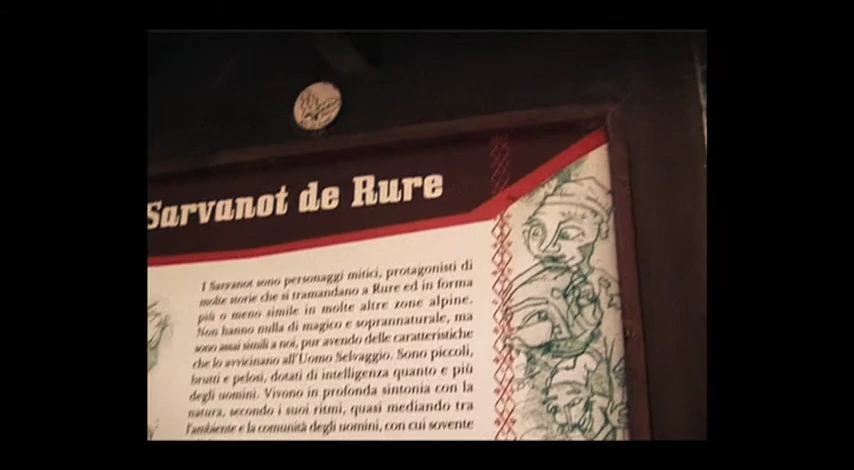 Sarvanot de Rure
I Sarvanot sono personaggi mitici, protagonisti di
molte storie che si tramandano a Rure ed in forma
più o meno simile in molte altre zone alpine.
Non hanno nulla di magico e soprannaturale, ma
sono assai simili a noi, pur avendo delle caratteristiche
che lo avvicinano all'Uomo Selvaggio. Sono piccoli,
brutti e pelosi, dotati di intelligenza quanto e più
degli uomini. Vivono in profonda sintonia con la
natura, secondo i suoi ritmi, quasi mediando tra
l'ambiente e la comunità degli uomini, con cui sovente